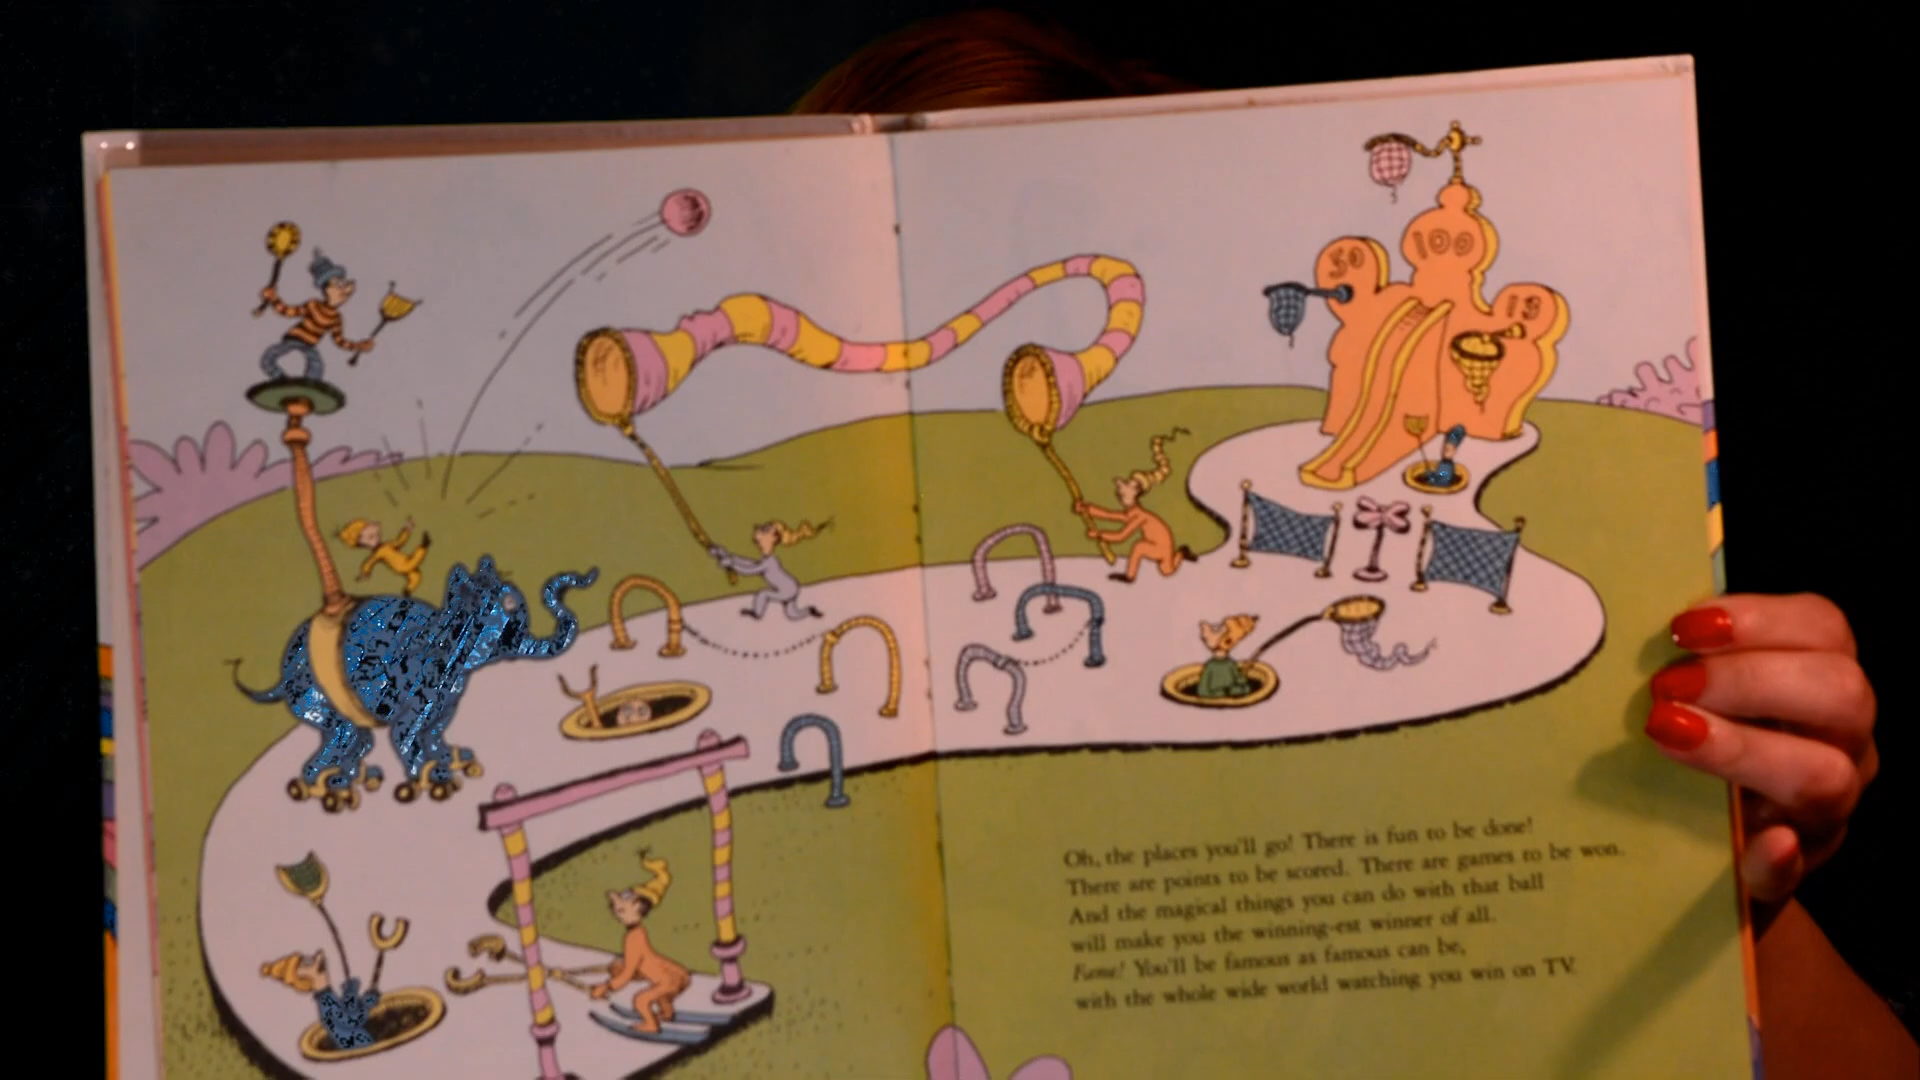 50
100
13
Oh, the places you'll go! There is fun to be done!
There are points to be scored. There are games to be won.
And the magical things you can do with that ball
will make you the winning-est winner of all.
Fame! You'll be famous as famous can be,
with the whole wide world watching you win on TV.